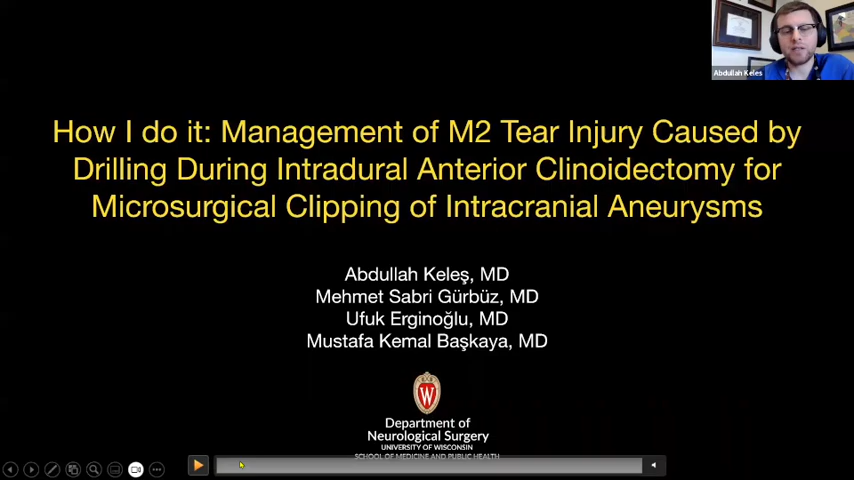 Abdullah Keles
How I do it: Management of M2 Tear Injury Caused by
Drilling During Intradural Anterior Clinoidectomy for
Microsurgical Clipping of Intracranial Aneurysms
Abdullah Keleş, MD
Mehmet Sabri Gürbüz, MD
Ufuk Erginoğlu, MD
Mustafa Kemal Başkaya, MD
W
Department of
Neurological Surgery
UNIVERSITY OF WISCONSIN
SCHOOL OF MEDICINE AND PUBLIC HEALTH